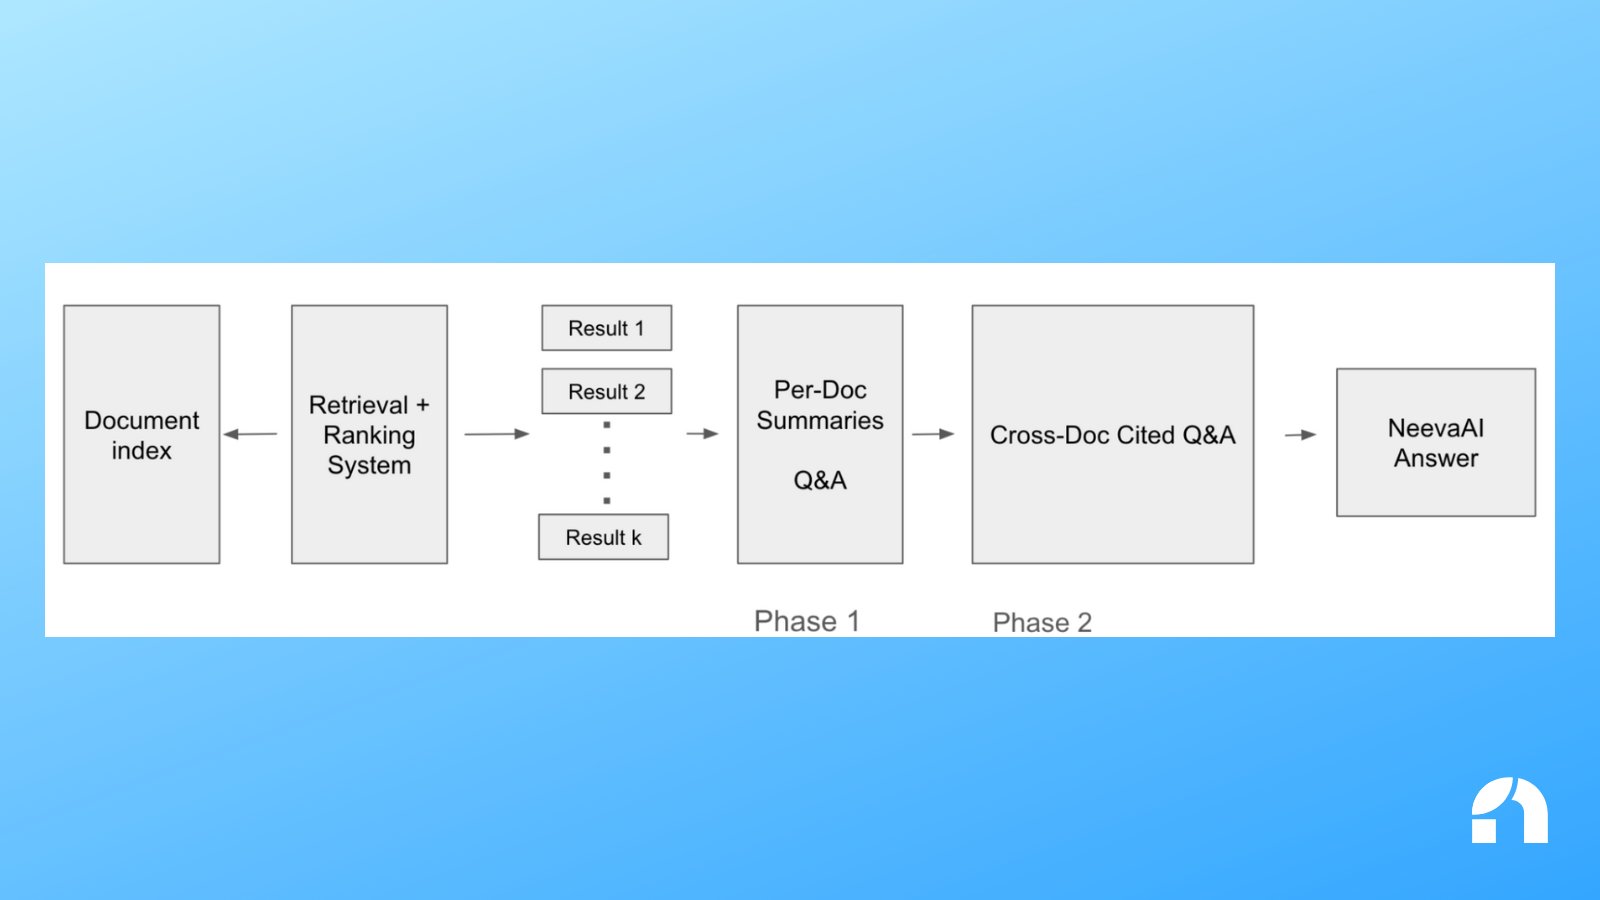 Document
index
Retrieval +
Ranking
System
Result 1
Result 2
Result k
Per-Doc
Summaries
Q&A
Cross-Doc Cited Q&A
NeevaAI
Answer
Phase 1
Phase 2